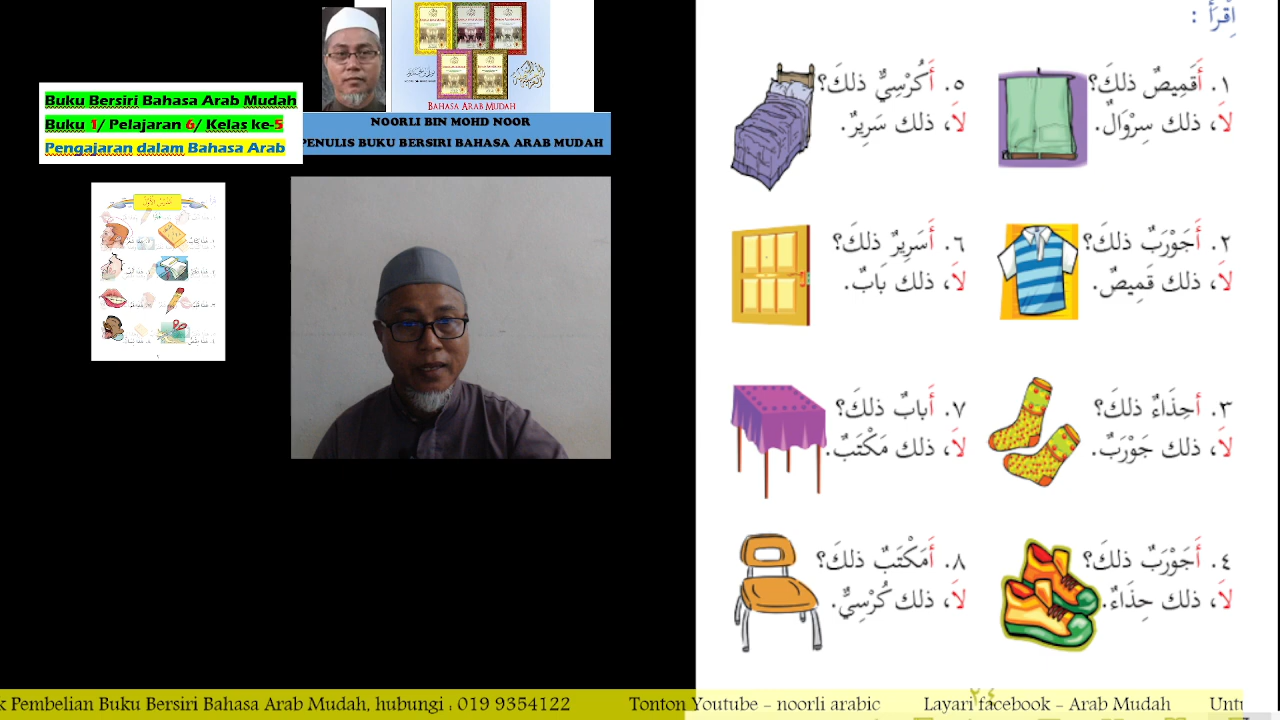 BAHASA ARAB MUDAH
NOORLI BIN MOHD NOOR
PENULIS BUKU BERSIRI BAHASA ARAB MUDAH
Buku Bersiri Bahasa Arab Mudah
Buku 1/ Pelajaran 6/ Kelas ke-5
Pengajaran dalam Bahasa Arab
اِقْرَأْ :
١. أَقَمِيصٌ ذلكَ؟
لاَ، ذلك سِرْوَالٌ.
٢. أَجَوْرَبٌ ذلكَ؟
لاَ، ذلك قَمِيصٌ.
٣. أحِذَاءٌ ذلكَ؟
لاَ، ذلك جَوْرَبٌ.
٤. أَجَوْرَبٌ ذلكَ؟
لاَ، ذلك حِذَاءٌ.
٥. أَكُرْسِيٌّ ذلكَ؟
لاَ، ذلك سَرِيرٌ.
٦. أَسَرِيرٌ ذلكَ؟
لاَ، ذلك بَابٌ.
٧. أَبابٌ ذلكَ؟
لاَ، ذلك مَكْتَبٌ.
٨. أَمَكْتَبٌ ذلكَ؟
لاَ، ذلك كُرْسِيٌّ.
٢٤
k Pembelian Buku Bersiri Bahasa Arab Mudah, hubungi : 019 9354122 Tonton Youtube - noorli arabic Layari facebook - Arab Mudah Untu